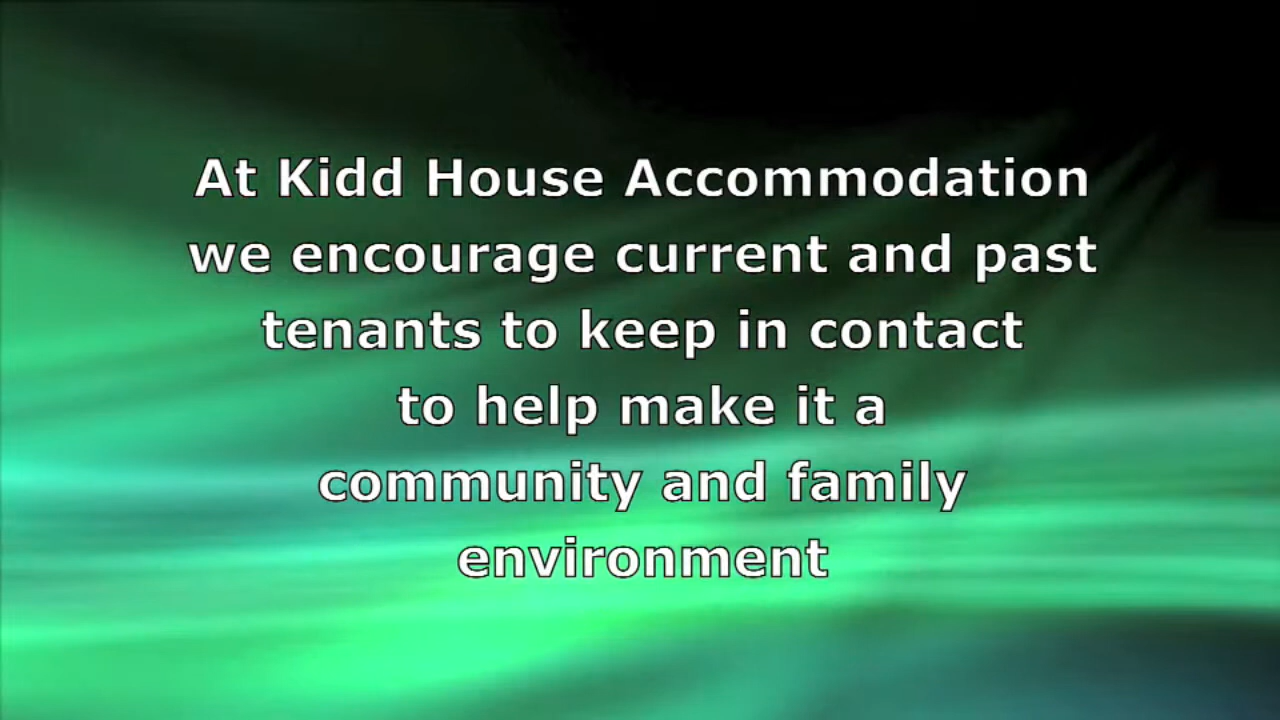 At Kidd House Accommodation
we encourage current and past
tenants to keep in contact
to help make it a
community and family
environment